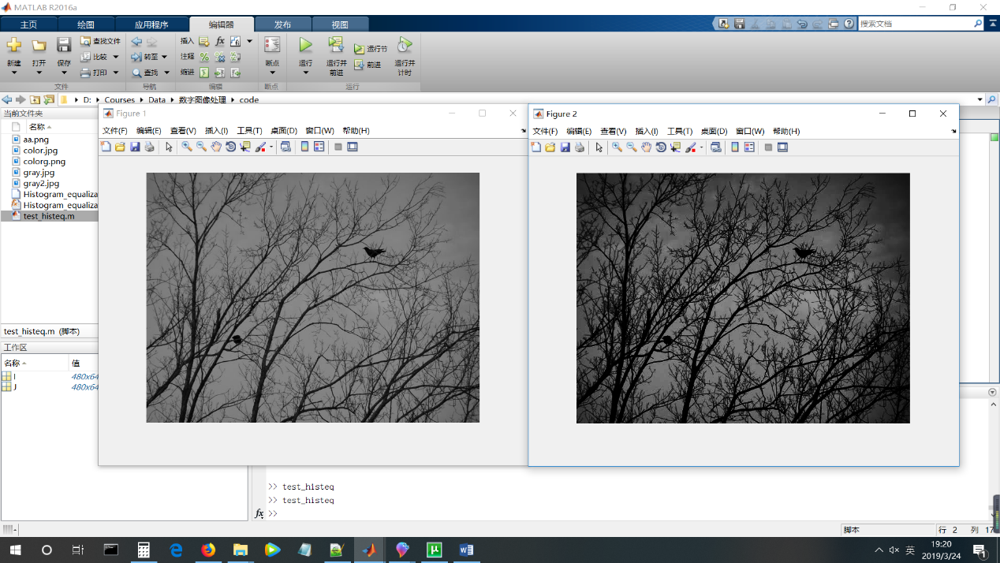 MATLAB R2016a
主页 绘图 应用程序 编辑器 发布 视图
搜索文档
新建 打开 保存 查找文件 比较 打印
转至 查找
插入 fx
注释
缩进
断点
运行 运行并前进 运行节 前进 运行并计时
文件 导航 编辑 断点 运行
D: Courses Data 数字图像处理 code
当前文件夹
名称
aa.png
color.jpg
colorg.png
gray.jpg
gray2.jpg
Histogram_equaliza
Histogram_equaliza
test_histeq.m
test_histeq.m (脚本)
工作区
名称 值
I 480x64
J 480x64
Figure 1
文件(F) 编辑(E) 查看(V) 插入(I) 工具(T) 桌面(D) 窗口(W) 帮助(H)
Figure 2
文件(F) 编辑(E) 查看(V) 插入(I) 工具(T) 桌面(D) 窗口(W) 帮助(H)
>> test_histeq
>> test_histeq
fx >>
脚本 行 2 列 17
英
19:20
2019/3/24
1